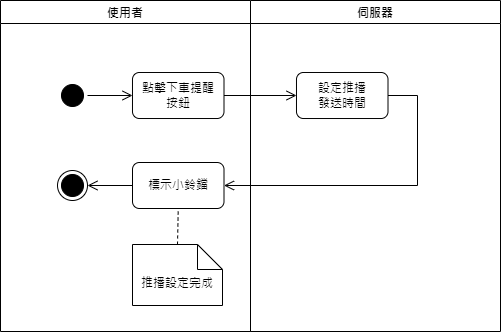 使用者
伺服器
點擊下車提醒
按鈕
設定推播
發送時間
標示小鈴鐺
推播設定完成